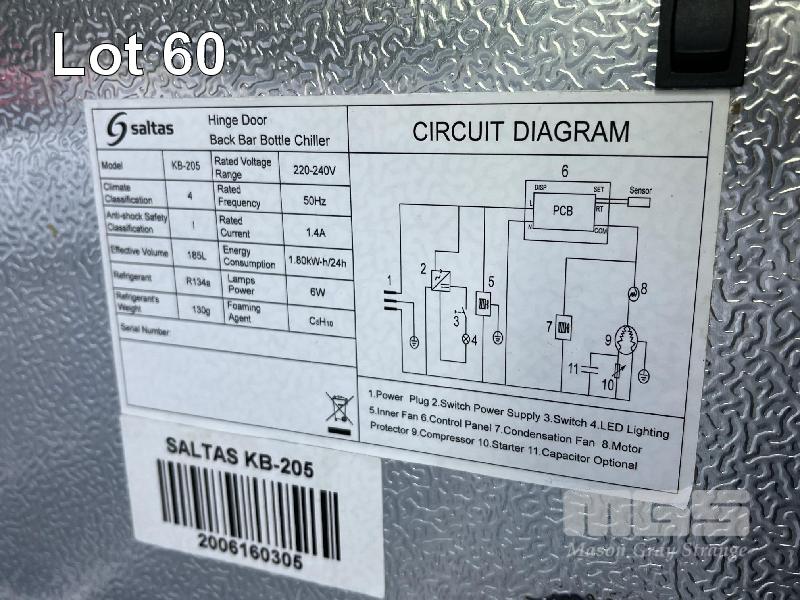 Lot 60
saltas
Hinge Door
Back Bar Bottle Chiller
Model KB-205 Rated Voltage Range 220-240V
Climate Classification 4 Rated Frequency 50Hz
Anti-shock Safety Classification I Rated Current 1.4A
Effective Volume 185L Energy Consumption 1.80kW-h/24h
Refrigerant R134a Lamps Power 6W
Refrigerant's Weight 130g Foaming Agent C5H10
Serial Number
CIRCUIT DIAGRAM
6
DISP SET
L PCB RT Sensor
N COM
1
2
3
4
5
7
8
9
10
11
1.Power Plug 2.Switch Power Supply 3.Switch 4.LED Lighting
5.Inner Fan 6.Control Panel 7.Condensation Fan 8.Motor
Protector 9.Compressor 10.Starter 11.Capacitor Optional
SALTAS KB-205
2006160305
MGS
Mason Gray Strange